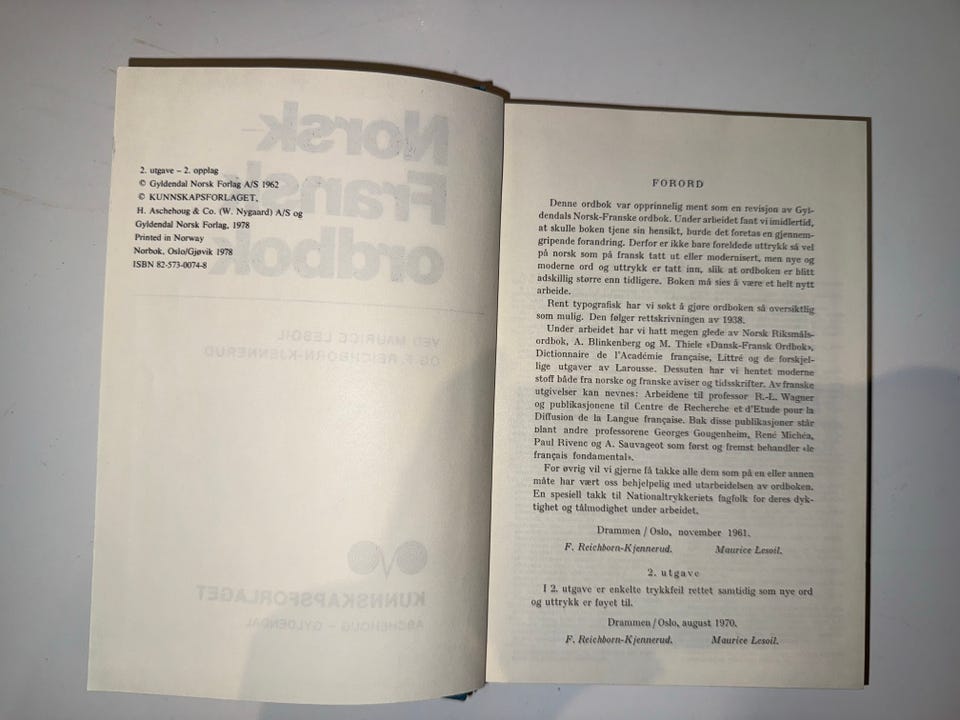 2. utgave – 2. opplag
© Gyldendal Norsk Forlag A/S 1962
© KUNNSKAPSFORLAGET,
H. Aschehoug & Co. (W. Nygaard) A/S og
Gyldendal Norsk Forlag, 1978
Printed in Norway
Norbok, Oslo/Gjøvik 1978
ISBN 82-573-0074-8
Norsk-
Fransk
ordbok
VED MAURICE LESOIL
OG F. REICHBORN-KJENNERUD
KUNNSKAPSFORLAGET
ASCHEHOUG – GYLDENDAL
FORORD
Denne ordbok var opprinnelig ment som en revisjon av Gyl-
dendals Norsk-Franske ordbok. Under arbeidet fant vi imidlertid,
at skulle boken tjene sin hensikt, burde det foretas en gjennem-
gripende forandring. Derfor er ikke bare foreldede uttrykk så vel
på norsk som på fransk tatt ut eller modernisert, men nye og
moderne ord og uttrykk er tatt inn, slik at ordboken er blitt
adskillig større enn tidligere. Boken må sies å være et helt nytt
arbeide.
Rent typografisk har vi søkt å gjøre ordboken så oversiktlig
som mulig. Den følger rettskrivningen av 1938.
Under arbeidet har vi hatt megen glede av Norsk Riksmåls-
ordbok, A. Blinkenberg og M. Thiele «Dansk-Fransk Ordbok»,
Dictionnaire de l'Académie française, Littré og de forskjel-
lige utgaver av Larousse. Dessuten har vi hentet moderne
stoff både fra norske og franske aviser og tidsskrifter. Av franske
utgivelser kan nevnes: Arbeidene til professor R.-L. Wagner
og publikasjonene til Centre de Recherche et d'Etude pour la
Diffusion de la Langue française. Bak disse publikasjoner står
blant andre professorene Georges Gougenheim, René Michéa,
Paul Rivenc og A. Sauvageot som først og fremst behandler «le
français fondamental».
For øvrig vil vi gjerne få takke alle dem som på en eller annen
måte har vært oss behjelpelig med utarbeidelsen av ordboken.
En spesiell takk til Nationaltrykkeriets fagfolk for deres dyk-
tighet og tålmodighet under arbeidet.
Drammen/Oslo, november 1961.
F. Reichborn-Kjennerud. Maurice Lesoil.
2. utgave
I 2. utgave er enkelte trykkfeil rettet samtidig som nye ord
og uttrykk er føyet til.
Drammen/Oslo, august 1970.
F. Reichborn-Kjennerud. Maurice Lesoil.